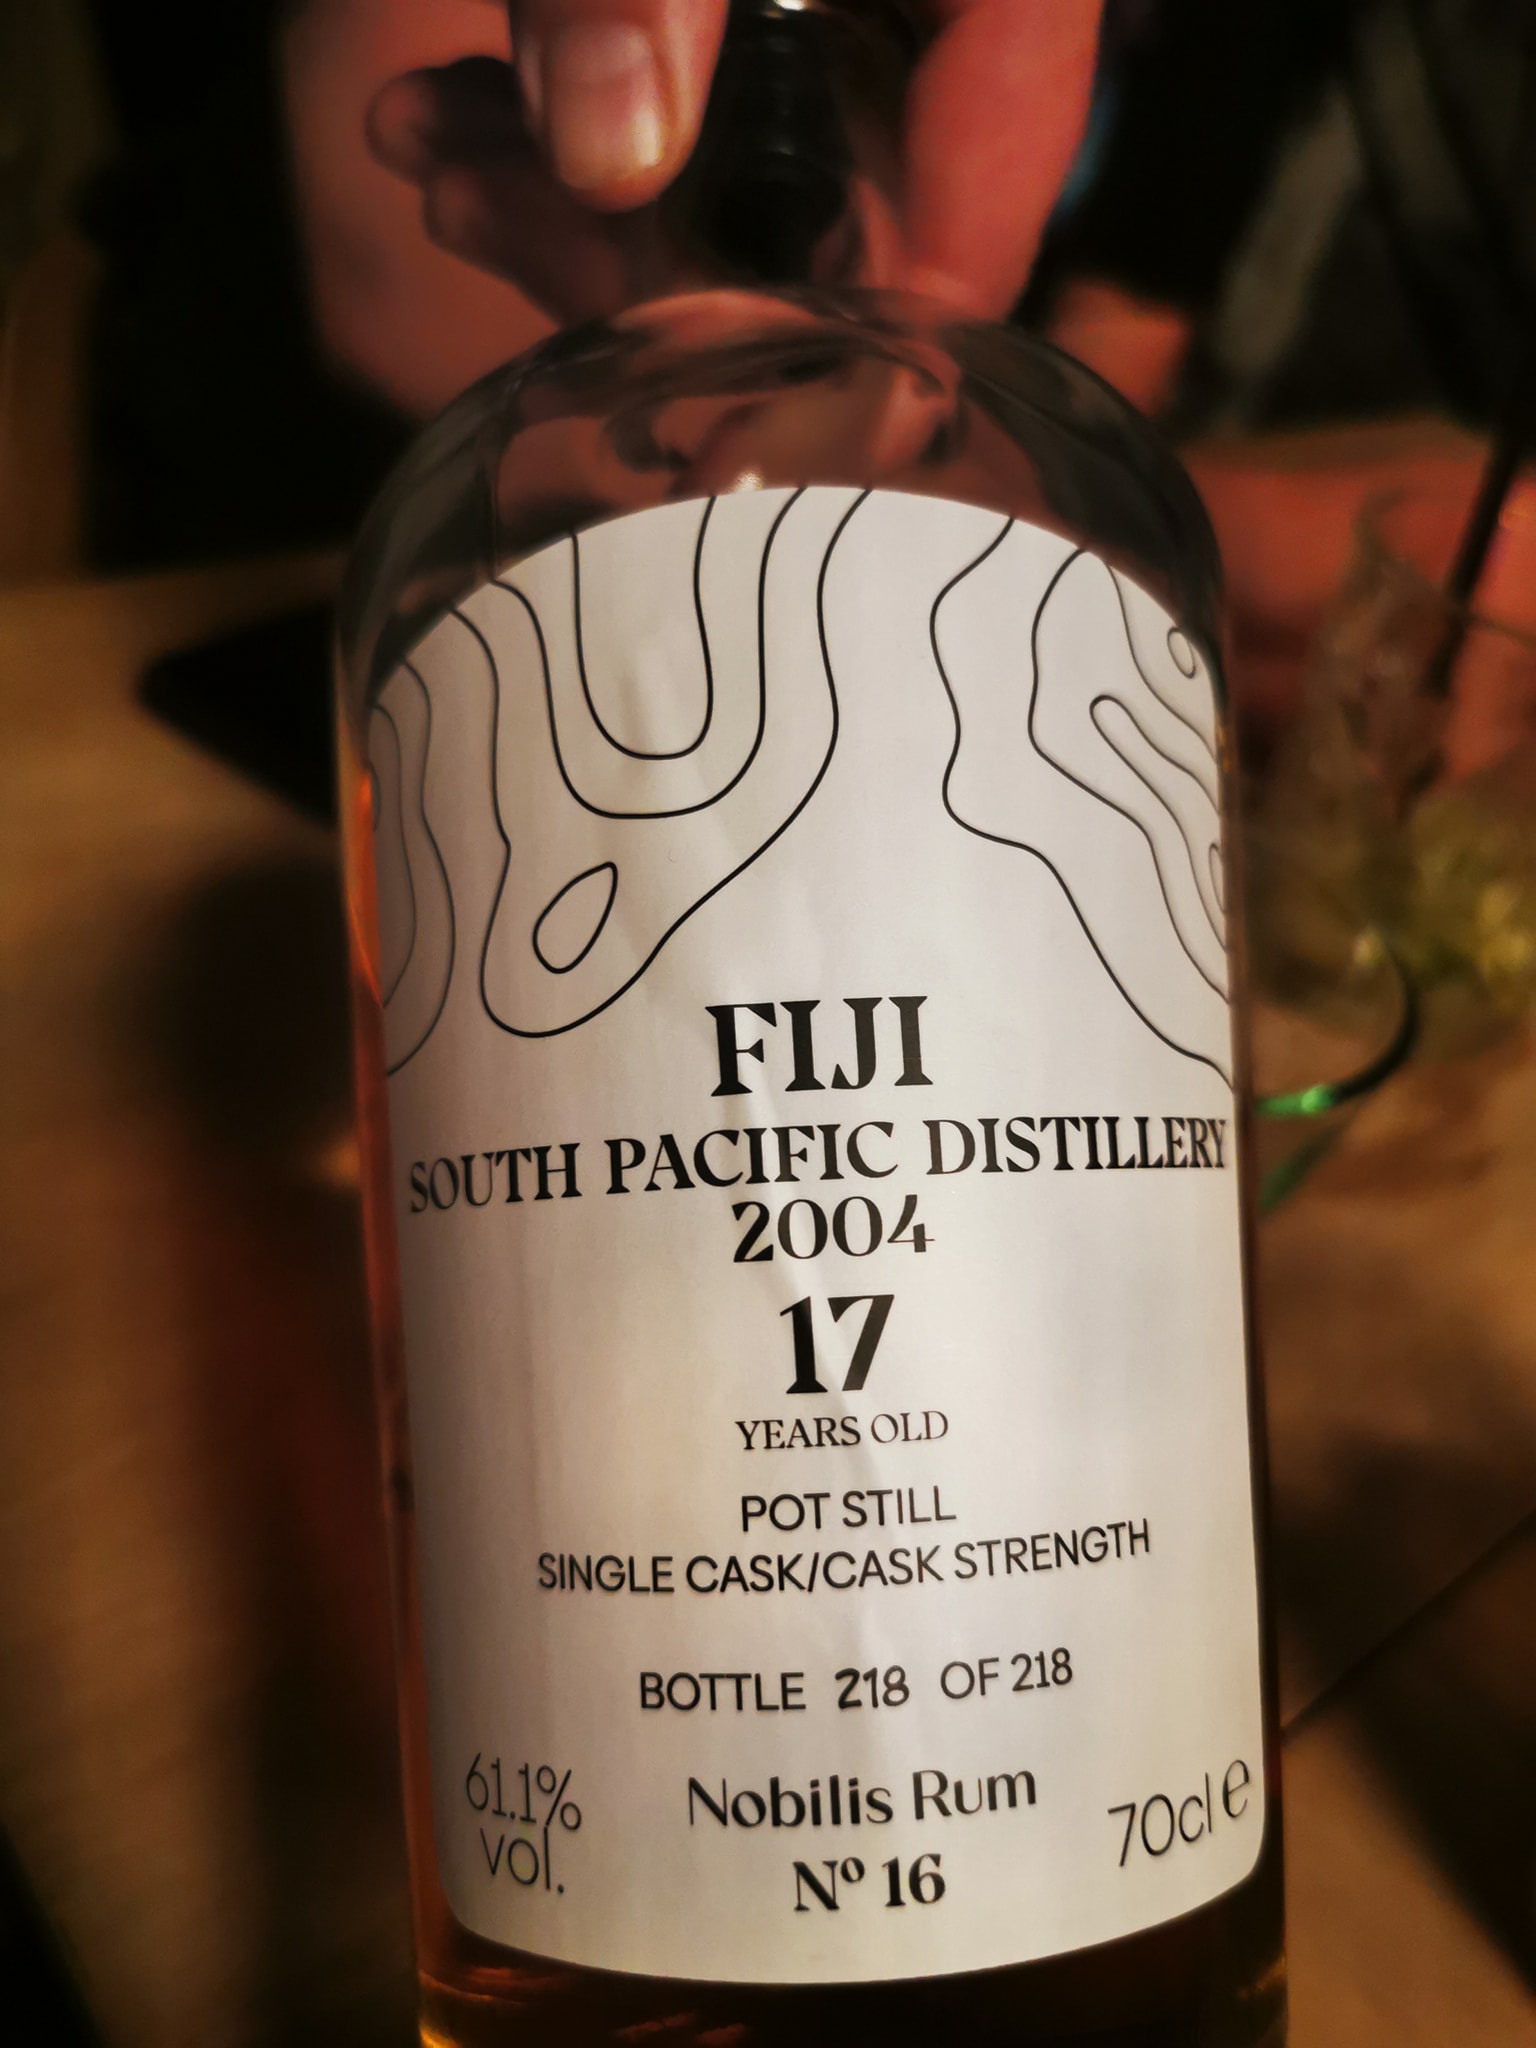 FIJI
SOUTH PACIFIC DISTILLERY
2004
17
YEARS OLD
POT STILL
SINGLE CASK/CASK STRENGTH
BOTTLE 218 OF 218
61.1% vol.
Nobilis Rum
Nº 16
70cl e